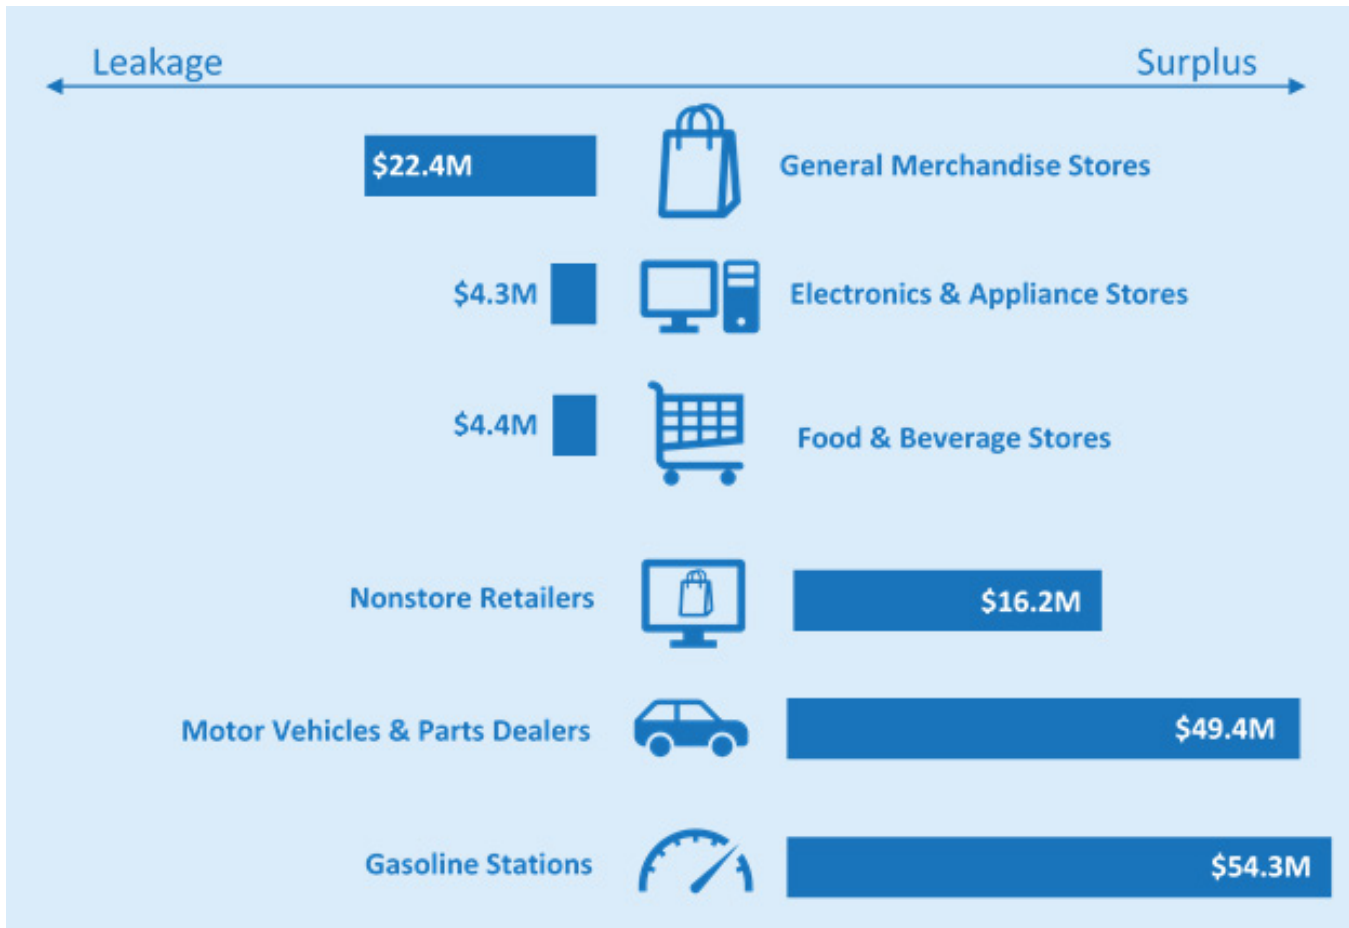 Leakage
Surplus
$22.4M
General Merchandise Stores
$4.3M
Electronics & Appliance Stores
$4.4M
Food & Beverage Stores
Nonstore Retailers
$16.2M
Motor Vehicles & Parts Dealers
$49.4M
Gasoline Stations
$54.3M